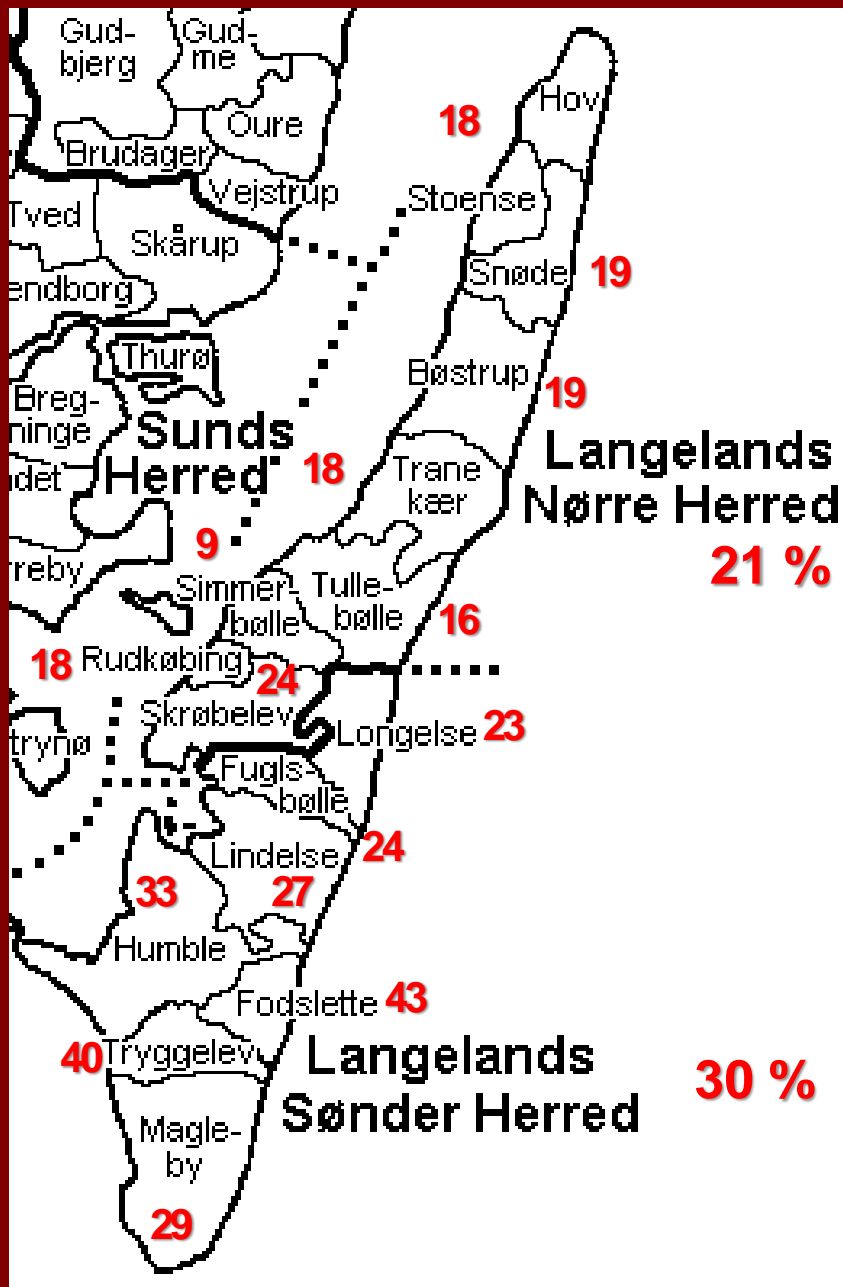 Gud-
bjerg
Gud-
me
Hov
Oure
18
Brudager
Vejstrup
Stoense
Tved
Skårup
Snøde
19
endborg
Thurø
Bøstrup
19
Breg-
ninge
Sunds
Herred
Langelands
Nørre Herred
21 %
18
Trane
kær
ndet
9
rreby
Simmer-
bølle
Tulle-
bølle
16
18
Rudkøbing
24
Skrøbelev
Longelse
23
trynø
Fugls-
bølle
Lindelse
24
33
27
Humble
Fodslette
43
40
Tryggelev
Langelands
Sønder Herred
30 %
Magle-
by
29